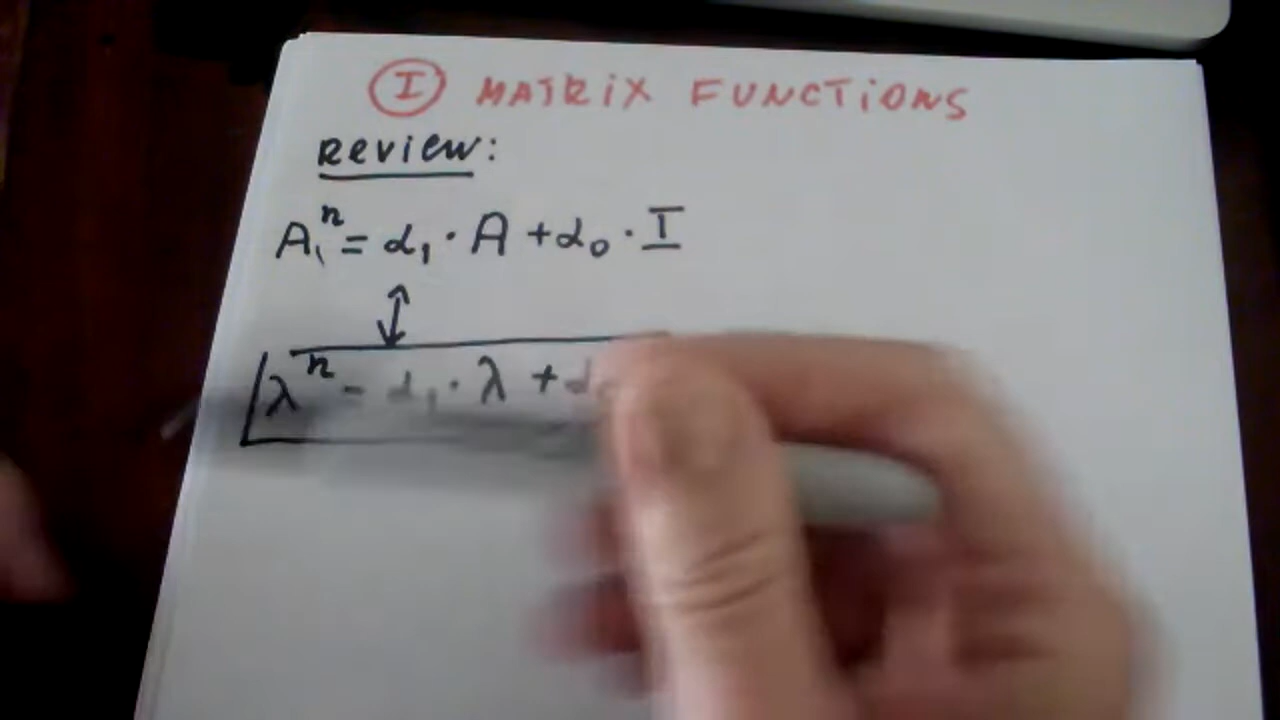 Ⓘ MATRIX FUNCTIONS
Review:
Aⁿ = α₁ · A + α₀ · I
↕
λⁿ = α₁ · λ + α₀